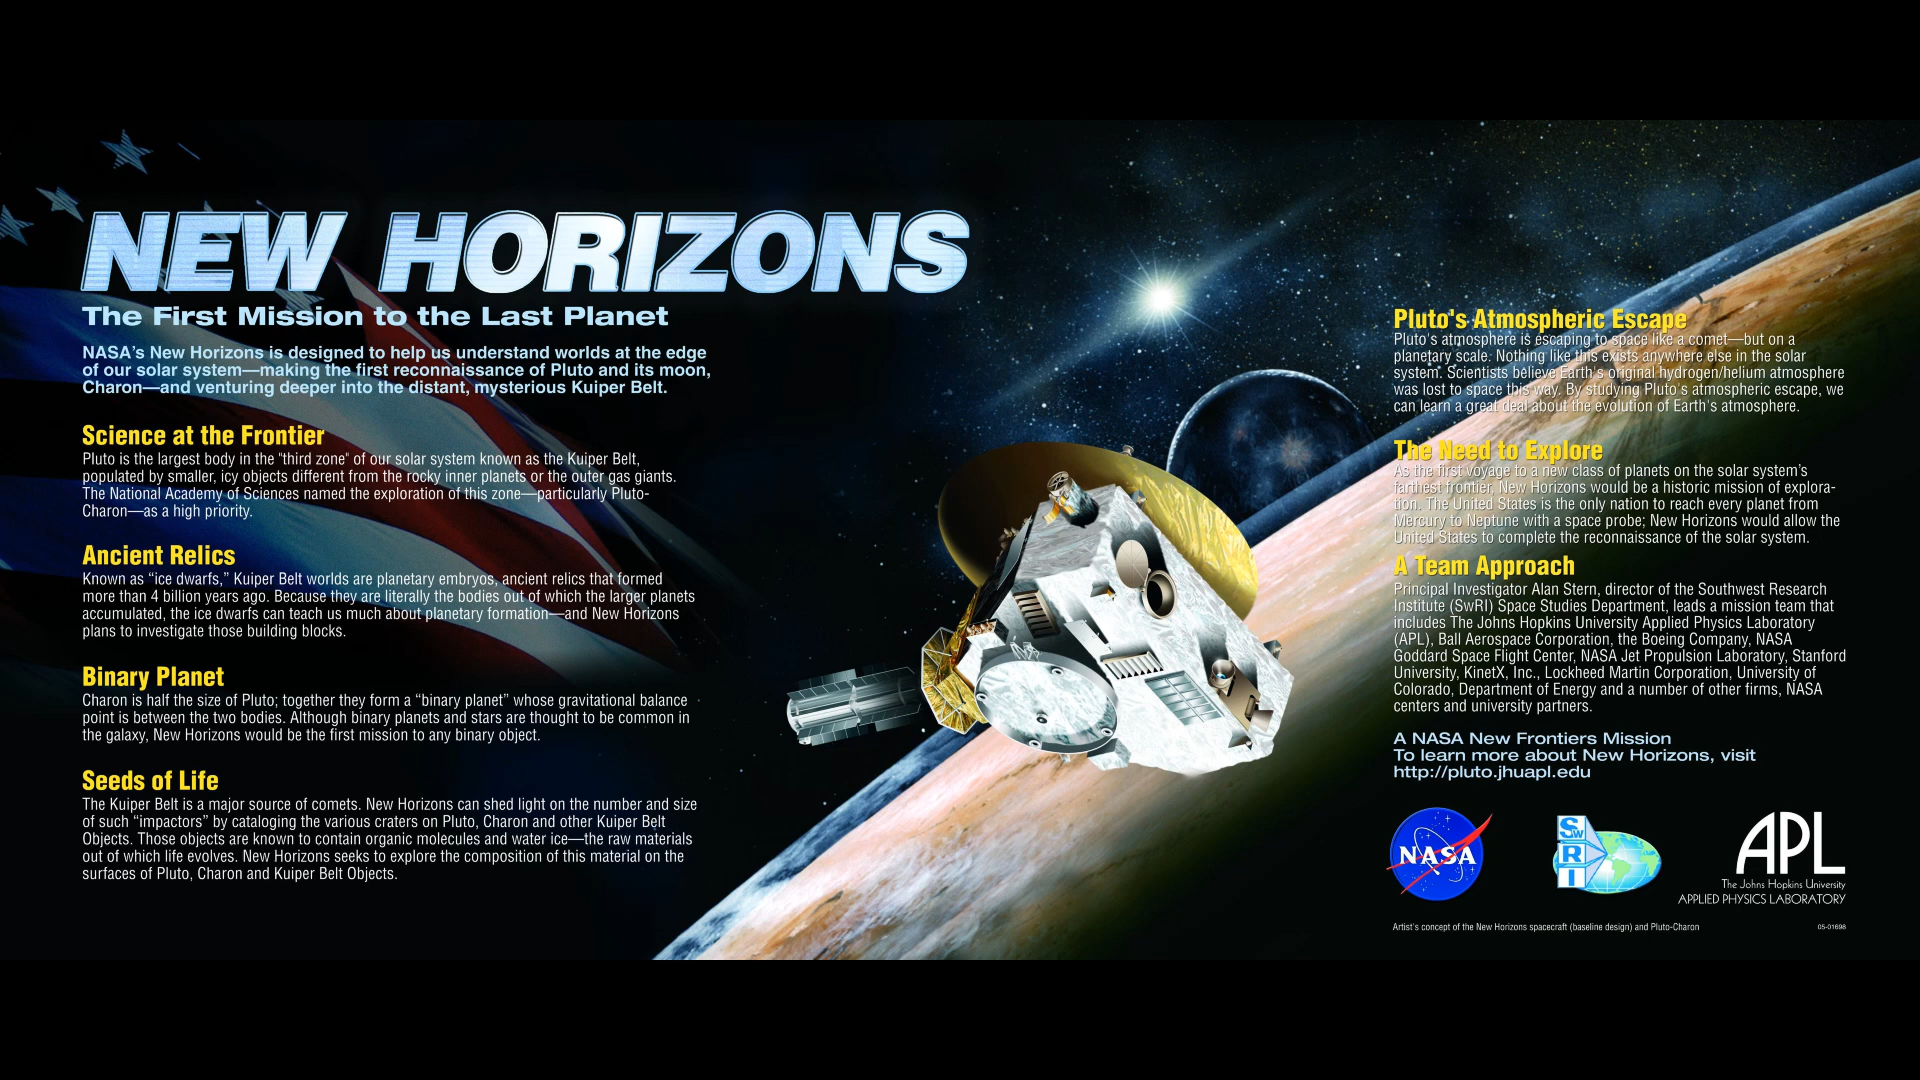 NEW HORIZONS
The First Mission to the Last Planet
NASA's New Horizons is designed to help us understand worlds at the edge
of our solar system—making the first reconnaissance of Pluto and its moon,
Charon—and venturing deeper into the distant, mysterious Kuiper Belt.
Science at the Frontier
Pluto is the largest body in the "third zone" of our solar system known as the Kuiper Belt,
populated by smaller, icy objects different from the rocky inner planets or the outer gas giants.
The National Academy of Sciences named the exploration of this zone—particularly Pluto-
Charon—as a high priority.
Ancient Relics
Known as “ice dwarfs,” Kuiper Belt worlds are planetary embryos, ancient relics that formed
more than 4 billion years ago. Because they are literally the bodies out of which the larger planets
accumulated, the ice dwarfs can teach us much about planetary formation—and New Horizons
plans to investigate those building blocks.
Binary Planet
Charon is half the size of Pluto; together they form a “binary planet” whose gravitational balance
point is between the two bodies. Although binary planets and stars are thought to be common in
the galaxy, New Horizons would be the first mission to any binary object.
Seeds of Life
The Kuiper Belt is a major source of comets. New Horizons can shed light on the number and size
of such “impactors” by cataloging the various craters on Pluto, Charon and other Kuiper Belt
Objects. Those objects are known to contain organic molecules and water ice—the raw materials
out of which life evolves. New Horizons seeks to explore the composition of this material on the
surfaces of Pluto, Charon and Kuiper Belt Objects.
Pluto's Atmospheric Escape
Pluto's atmosphere is escaping to space like a comet—but on a
planetary scale. Nothing like this exists anywhere else in the solar
system. Scientists believe Earth's original hydrogen/helium atmosphere
was lost to space this way. By studying Pluto's atmospheric escape, we
can learn a great deal about the evolution of Earth's atmosphere.
The Need to Explore
As the first voyage to a new class of planets on the solar system's
farthest frontier, New Horizons would be a historic mission of explora-
tion. The United States is the only nation to reach every planet from
Mercury to Neptune with a space probe; New Horizons would allow the
United States to complete the reconnaissance of the solar system.
A Team Approach
Principal Investigator Alan Stern, director of the Southwest Research
Institute (SwRI) Space Studies Department, leads a mission team that
includes The Johns Hopkins University Applied Physics Laboratory
(APL), Ball Aerospace Corporation, the Boeing Company, NASA
Goddard Space Flight Center, NASA Jet Propulsion Laboratory, Stanford
University, KinetX, Inc., Lockheed Martin Corporation, University of
Colorado, Department of Energy and a number of other firms, NASA
centers and university partners.
A NASA New Frontiers Mission
To learn more about New Horizons, visit
http://pluto.jhuapl.edu
NASA
SwRI
APL
The Johns Hopkins University
APPLIED PHYSICS LABORATORY
Artist's concept of the New Horizons spacecraft (baseline design) and Pluto-Charon
05-01698